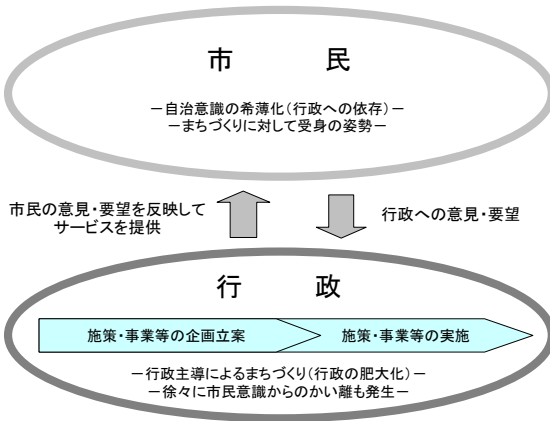 市　民
－自治意識の希薄化（行政への依存）－
－まちづくりに対して受身の姿勢－
市民の意見・要望を反映して
サービスを提供
行政への意見・要望
行　政
施策・事業等の企画立案
施策・事業等の実施
－行政主導によるまちづくり（行政の肥大化）－
－徐々に市民意識からのかい離も発生－